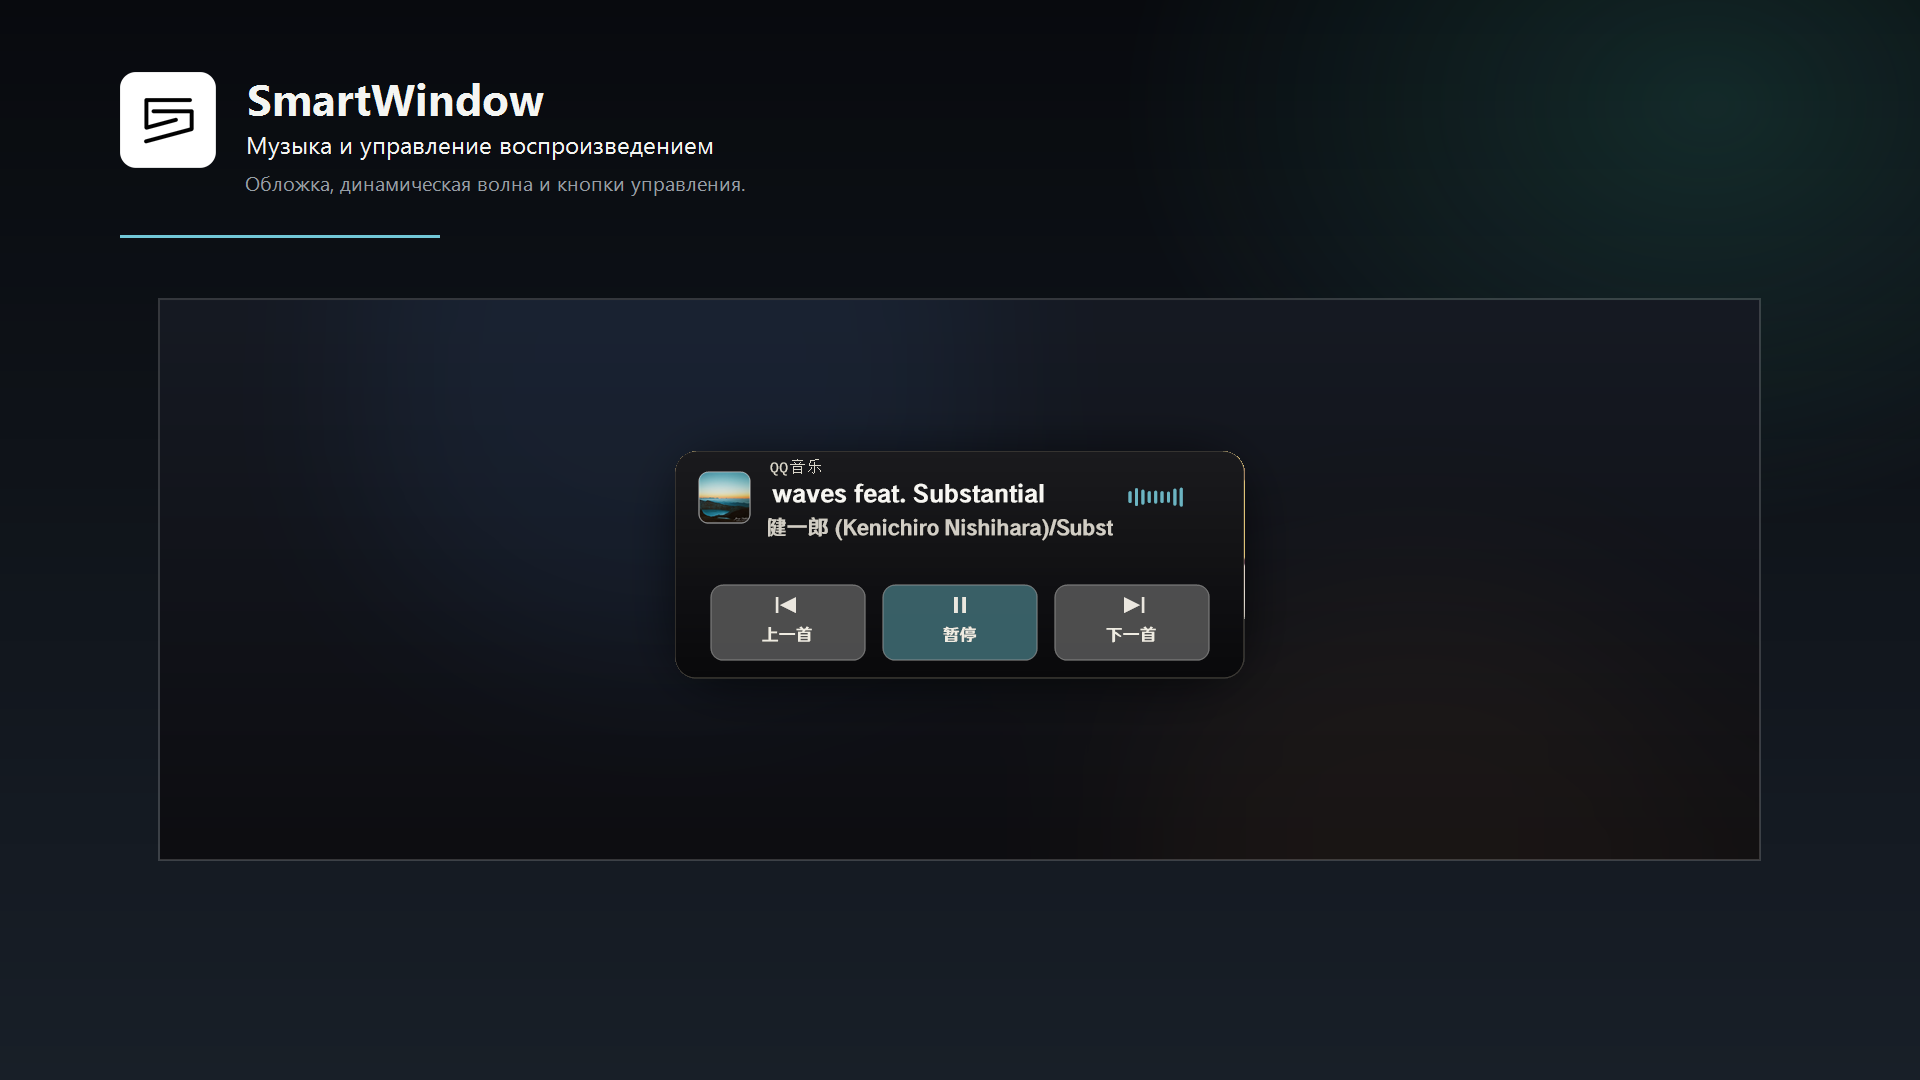 SmartWindow
Музыка и управление воспроизведением
Обложка, динамическая волна и кнопки управления.
QQ音乐
waves feat. Substantial
健一郎 (Kenichiro Nishihara)/Subst
上一首
暂停
下一首